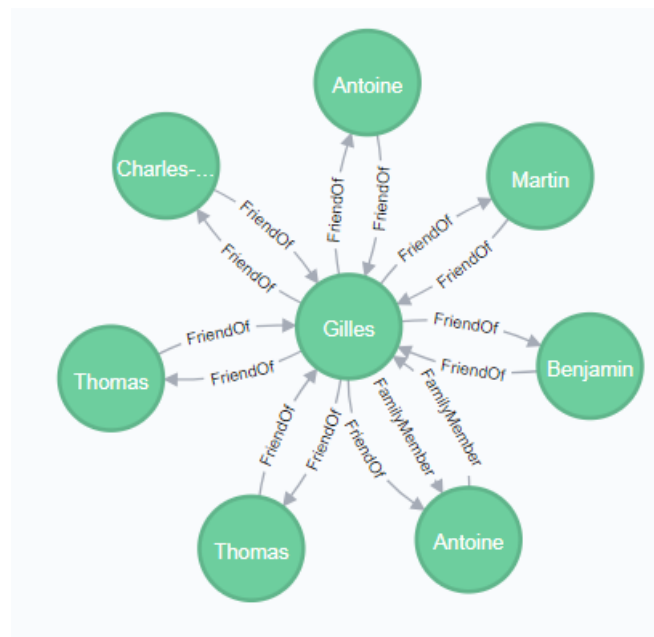 Antoine
Charles-...
Martin
FriendOf
FriendOf
FriendOf
FriendOf
FriendOf
FriendOf
Gilles
FriendOf
FriendOf
FriendOf
FriendOf
Thomas
Benjamin
FriendOf
FriendOf
FriendOf
FamilyMember
FamilyMember
Thomas
Antoine